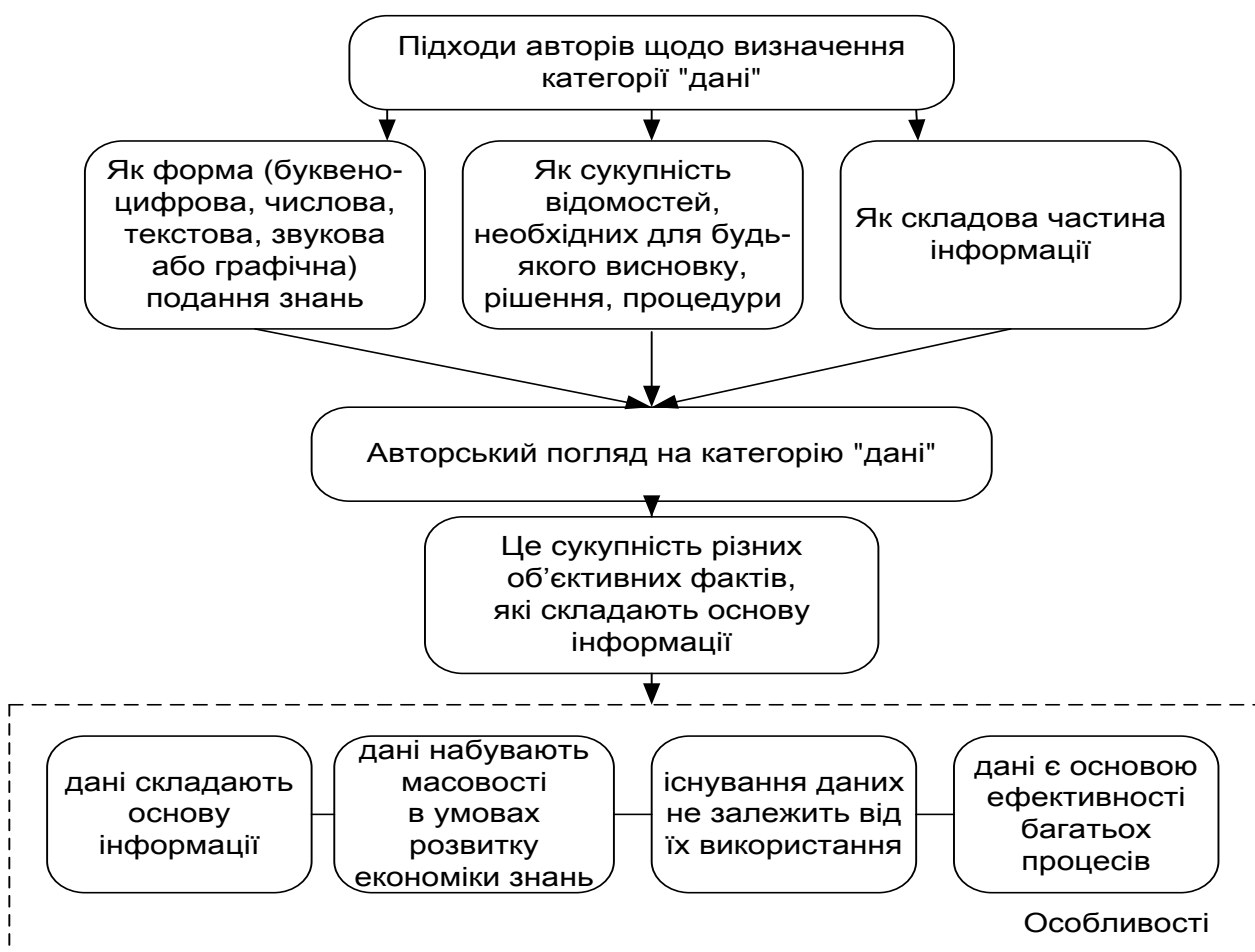 Підходи авторів щодо визначення
категорії "дані"
Як форма (буквено-
цифрова, числова,
текстова, звукова
або графічна)
подання знань
Як сукупність
відомостей,
необхідних для будь-
якого висновку,
рішення, процедури
Як складова частина
інформації
Авторський погляд на категорію "дані"
Це сукупність різних
об’єктивних фактів,
які складають основу
інформації
дані складають
основу
інформації
дані набувають
масовості
в умовах
розвитку
економіки знань
існування даних
не залежить від
їх використання
дані є основою
ефективності
багатьох
процесів
Особливості